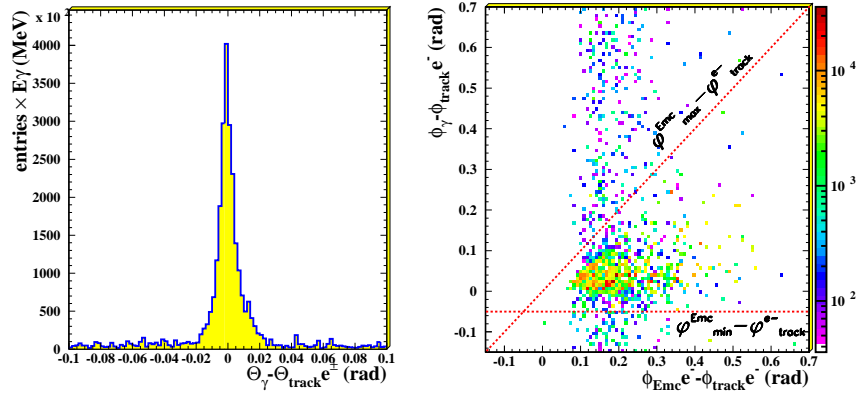 x 10 2
entries × Eγ (MeV)
4000
3500
3000
2500
2000
1500
1000
500
0
-0.1 -0.08 -0.06 -0.04 -0.02 0 0.02 0.04 0.06 0.08 0.1
Θγ-Θtrack e± (rad)
ϕγ-ϕtrack e- (rad)
0.7
0.6
0.5
0.4
0.3
0.2
0.1
0
-0.1
φEmc max – φe- track
φEmc min – φe- track
-0.1 0 0.1 0.2 0.3 0.4 0.5 0.6 0.7
ϕEmc e- -ϕtrack e- (rad)
10 4
10 3
10 2